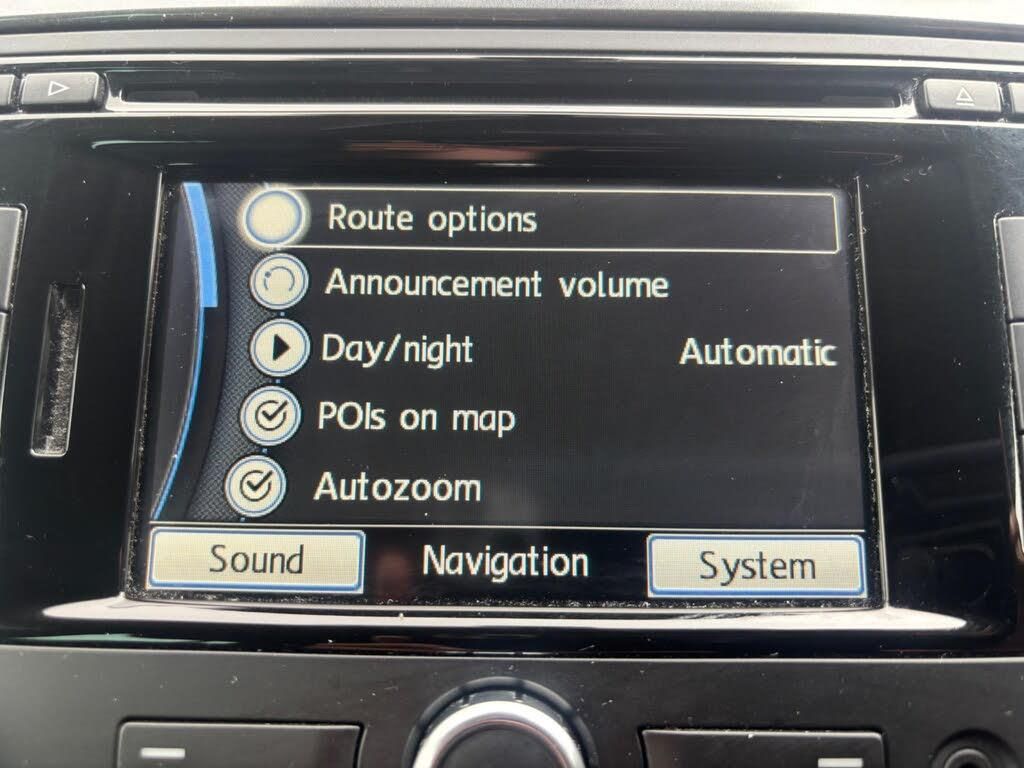 Route options
Announcement volume
Day/night Automatic
POIs on map
Autozoom
Sound Navigation System